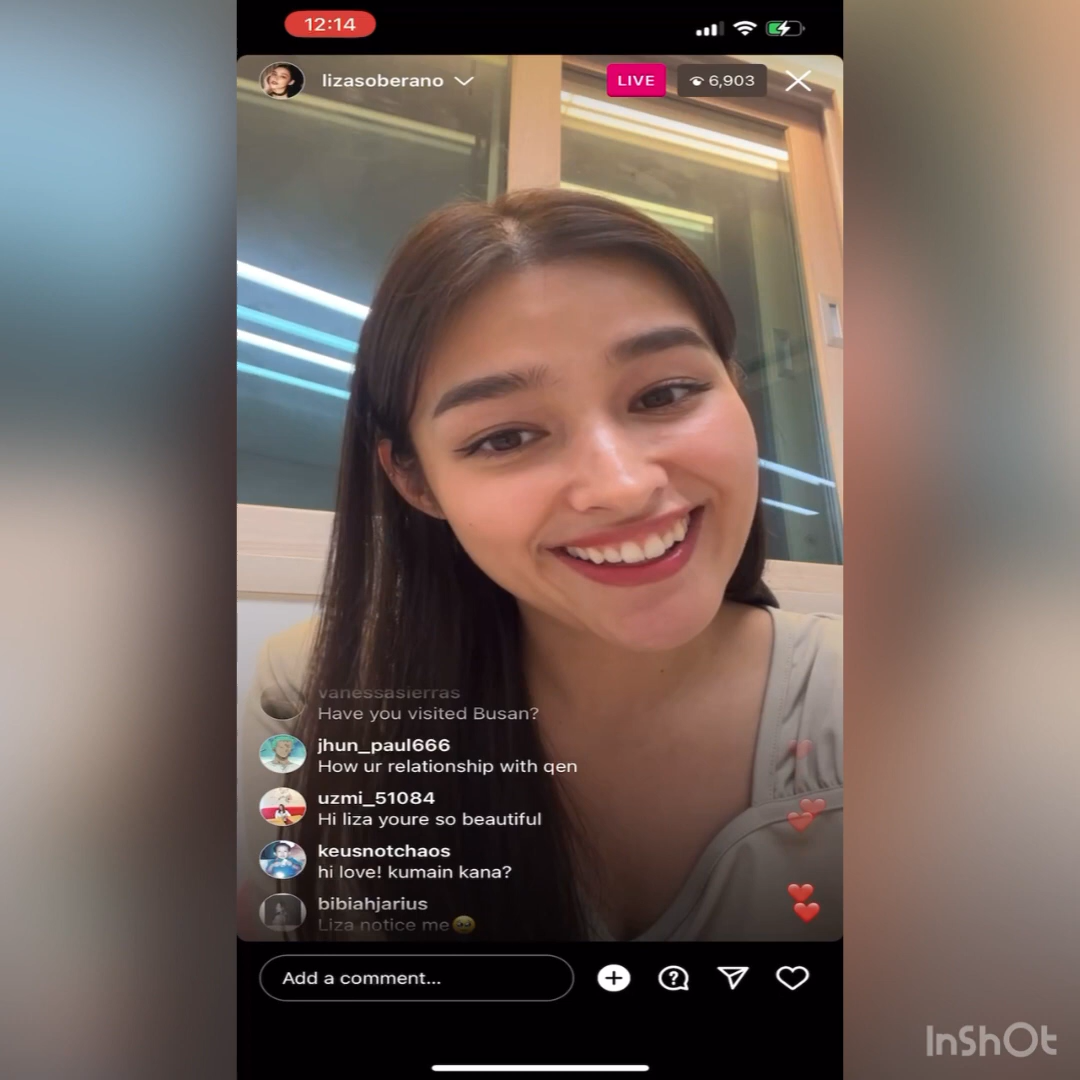 12:14
lizasoberano
LIVE
6,903
vanessasierras
Have you visited Busan?
jhun_paul666
How ur relationship with qen
uzmi_51084
Hi liza youre so beautiful
keusnotchaos
hi love! kumain kana?
bibiahjarius
Liza notice me🥹
Add a comment...
InShOt